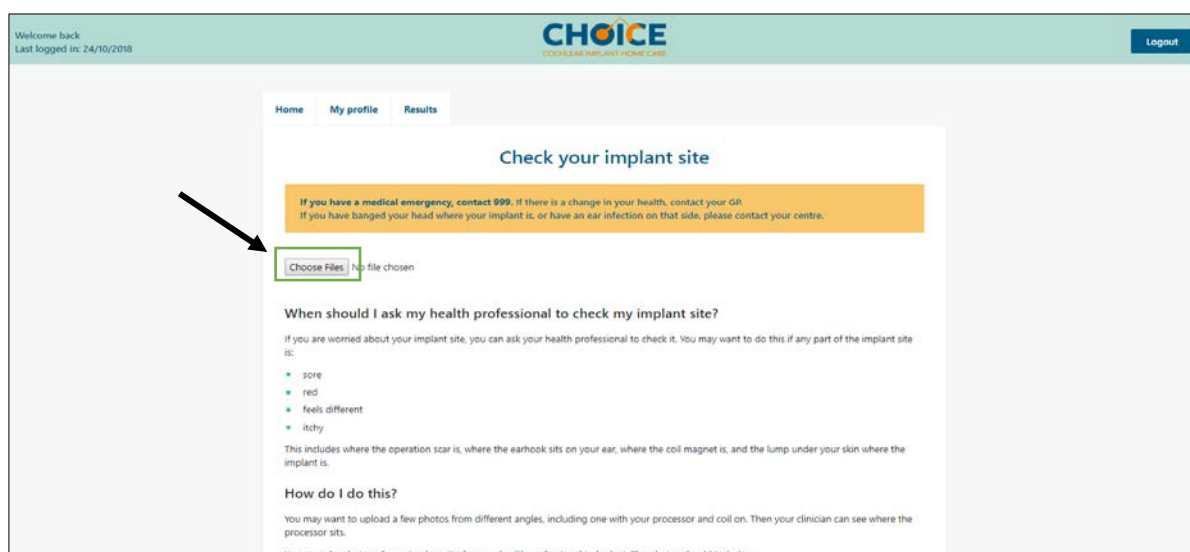 Welcome back
Last logged in: 24/10/2018
CHOICE
COCHLEAR IMPLANT HOME CARE
Logout
Home My profile Results
Check your implant site
If you have a medical emergency, contact 999. If there is a change in your health, contact your GP.
If you have banged your head where your implant is, or have an ear infection on that side, please contact your centre.
Choose Files No file chosen
When should I ask my health professional to check my implant site?
If you are worried about your implant site, you can ask your health professional to check it. You may want to do this if any part of the implant site
is:
sore
red
feels different
itchy
This includes where the operation scar is, where the earhook sits on your ear, where the coil magnet is, and the lump under your skin where the
implant is.
How do I do this?
You may want to upload a few photos from different angles, including one with your processor and coil on. Then your clinician can see where the
processor sits.